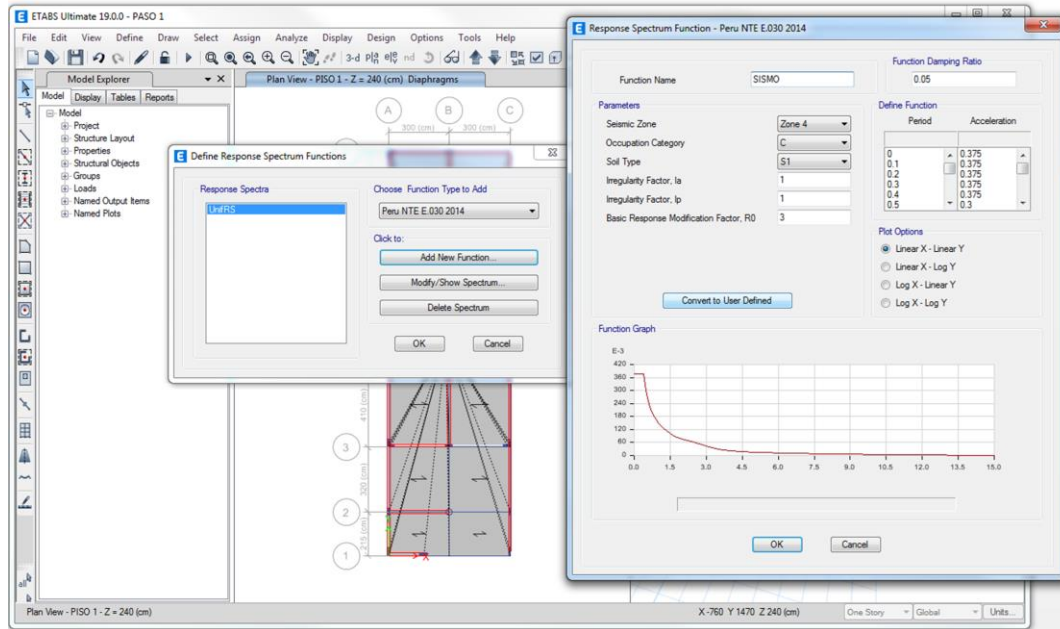 ETABS Ultimate 19.0.0 - PASO 1
File Edit View Define Draw Select Assign Analyze Display Design Options Tools Help
3-d
nd
Model Explorer
Model Display Tables Reports
Model
Project
Structure Layout
Properties
Structural Objects
Groups
Loads
Named Output Items
Named Plots
all
Plan View - PISO 1 - Z = 240 (cm) Diaphragms
A B C
300 (cm) 300 (cm)
410 (cm)
3
320 (cm)
2
215 (cm)
1
X
Define Response Spectrum Functions
Response Spectra
UnifRS
Choose Function Type to Add
Peru NTE E.030 2014
Click to:
Add New Function...
Modify/Show Spectrum...
Delete Spectrum
OK Cancel
Response Spectrum Function - Peru NTE E.030 2014
Function Name SISMO
Function Damping Ratio
0.05
Parameters
Seismic Zone Zone 4
Occupation Category C
Soil Type S1
Irregularity Factor, Ia 1
Irregularity Factor, Ip 1
Basic Response Modification Factor, R0 3
Convert to User Defined
Define Function
Period Acceleration
0 0.375
0.1 0.375
0.2 0.375
0.3 0.375
0.4 0.375
0.5 0.3
Plot Options
Linear X - Linear Y
Linear X - Log Y
Log X - Linear Y
Log X - Log Y
Function Graph
E-3
420
360
300
240
180
120
60
0
0.0 1.5 3.0 4.5 6.0 7.5 9.0 10.5 12.0 13.5 15.0
OK Cancel
Plan View - PISO 1 - Z = 240 (cm)
X -760 Y 1470 Z 240 (cm)
One Story Global Units...